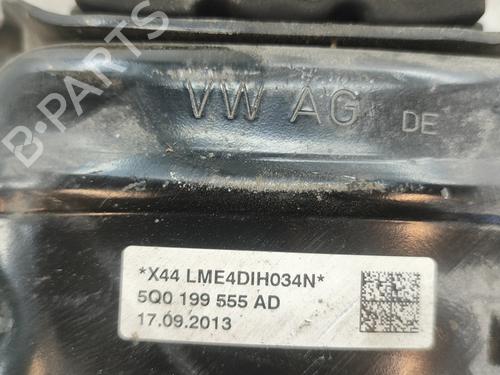 VW AG DE
B-PARTS
*X44 LME4DIH034N*
5Q0 199 555 AD
17.09.2013